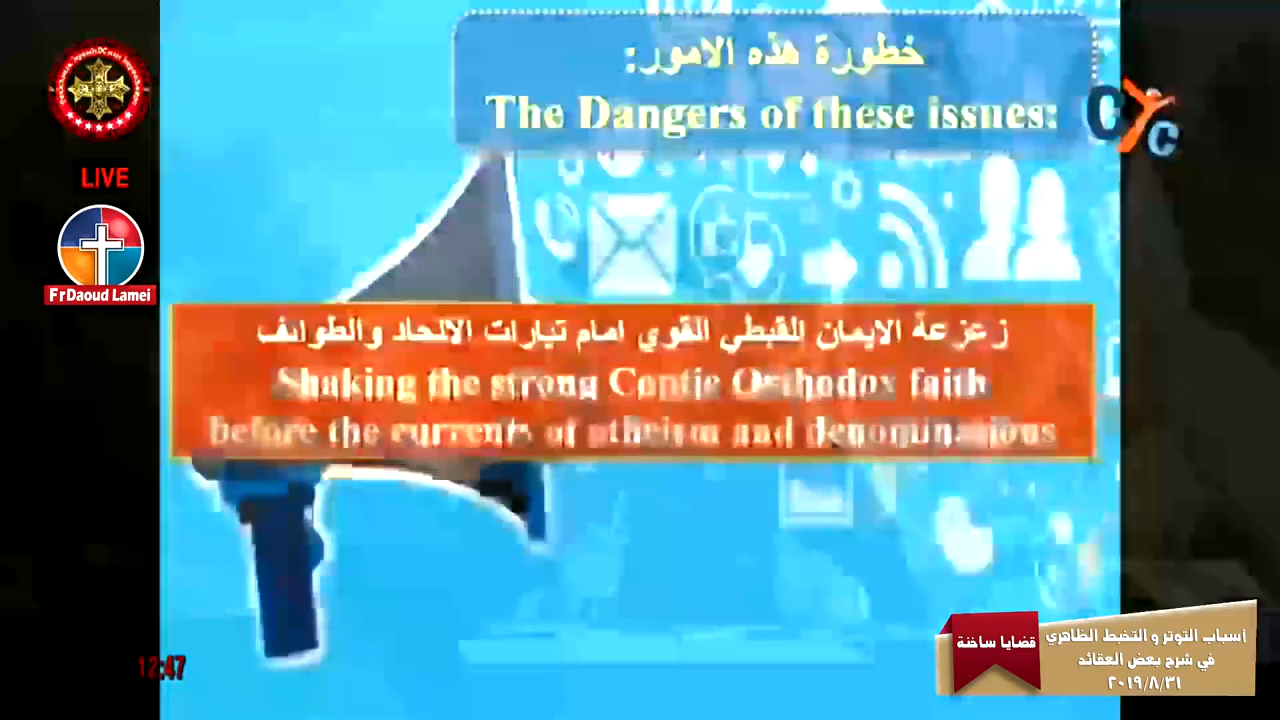 خطورة هذه الامور:
The Dangers of these issues:
CYC
LIVE
FrDaoud Lamei
زعزعة الايمان القبطي القوي امام تيارات الالحاد والطوائف
Shaking the strong Coptic Orthodox faith
before the currents of atheism and denominations
12:47
قضايا ساخنة
أسباب التوتر و التخبط الظاهري
في شرح بعض العقائد
٢٠١٩/٨/٣١